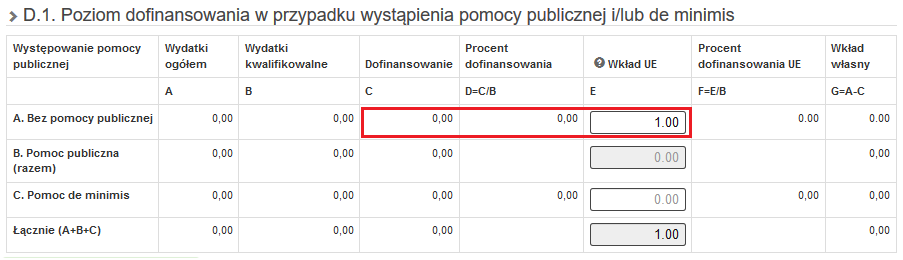 D.1. Poziom dofinansowania w przypadku wystąpienia pomocy publicznej i/lub de minimis
Występowanie pomocy publicznej Wydatki ogółem Wydatki kwalifikowalne Dofinansowanie Procent dofinansowania Wkład UE Procent dofinansowania UE Wkład własny
A B C D=C/B E F=E/B G=A-C
A. Bez pomocy publicznej 0,00 0,00 0,00 0,00 1.00 0.00 0.00
B. Pomoc publiczna (razem) 0,00 0,00 0,00 0.00 0,00
C. Pomoc de minimis 0,00 0,00 0,00 0,00 0.00 0,00 0,00
Łącznie (A+B+C) 0,00 0,00 0,00 1.00 0,00